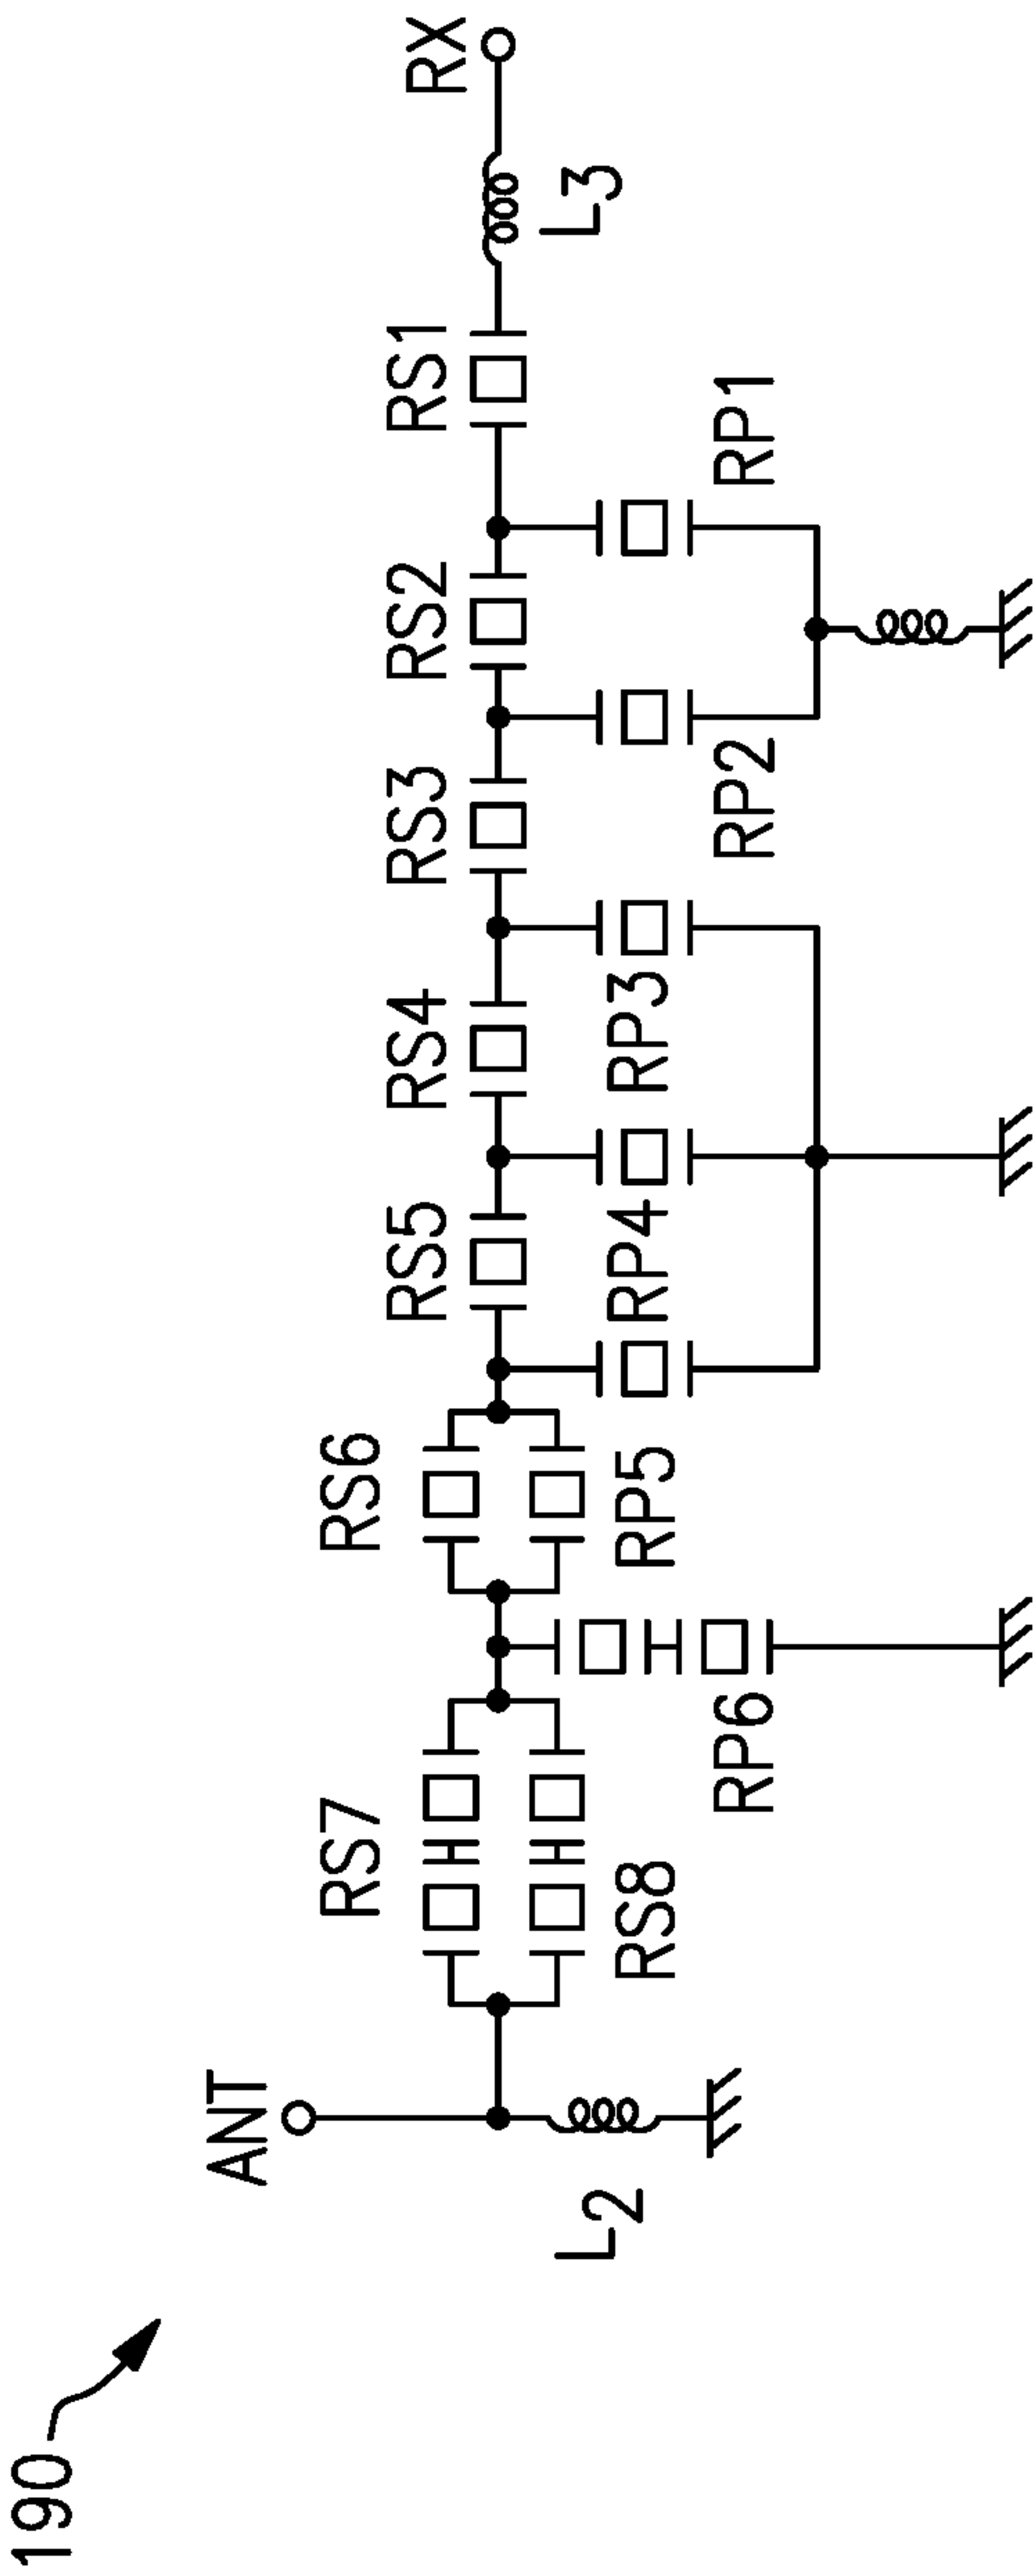 190
ANT
L2
RS7
RS8
RP6
RS6
RP5
RS5
RP4
RS4
RP3
RS3
RP2
RS2
RP1
RS1
L3
RX